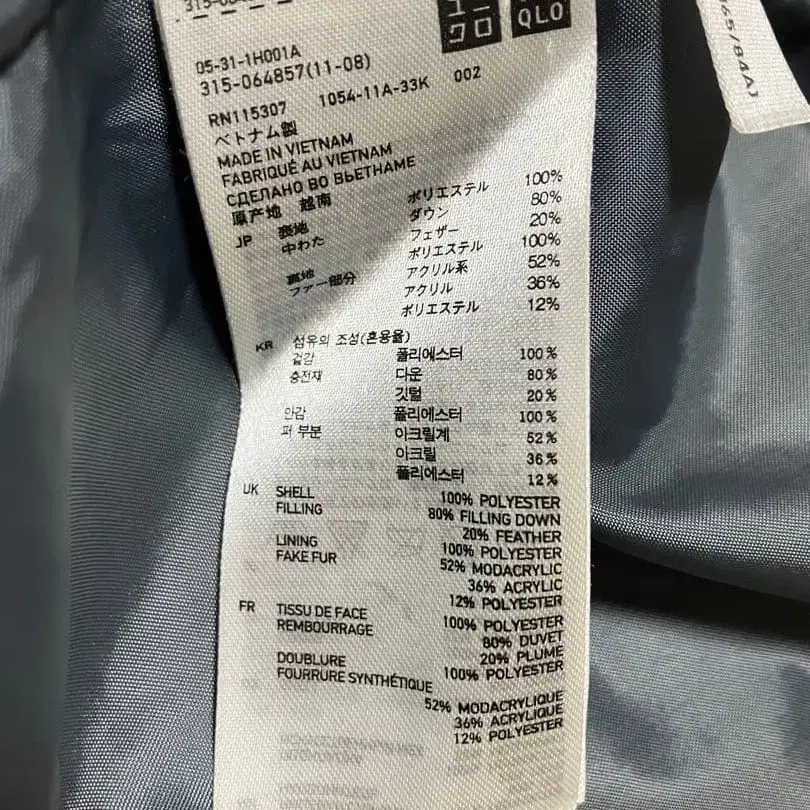 ユニ
クロ
QLO
05-31-1H001A
315-064857(11-08)
RN115307 1054-11A-33K 002
ベトナム製
MADE IN VIETNAM
FABRIQUÉ AU VIETNAM
СДЕЛАНО ВО ВЬЕТНАМЕ
原产地 越南
JP 表地 ポリエステル 100%
中わた ダウン 80%
フェザー 20%
裏地 ポリエステル 100%
ファー部分 アクリル系 52%
アクリル 36%
ポリエステル 12%
KR 섬유의 조성(혼용율)
겉감 폴리에스터 100%
충전재 다운 80%
깃털 20%
안감 폴리에스터 100%
퍼 부분 아크릴계 52%
아크릴 36%
폴리에스터 12%
UK SHELL 100% POLYESTER
FILLING 80% FILLING DOWN
20% FEATHER
LINING 100% POLYESTER
FAKE FUR 52% MODACRYLIC
36% ACRYLIC
12% POLYESTER
FR TISSU DE FACE 100% POLYESTER
REMBOURRAGE 80% DUVET
20% PLUME
DOUBLURE 100% POLYESTER
FOURRURE SYNTHÉTIQUE 52% MODACRYLIQUE
36% ACRYLIQUE
12% POLYESTER